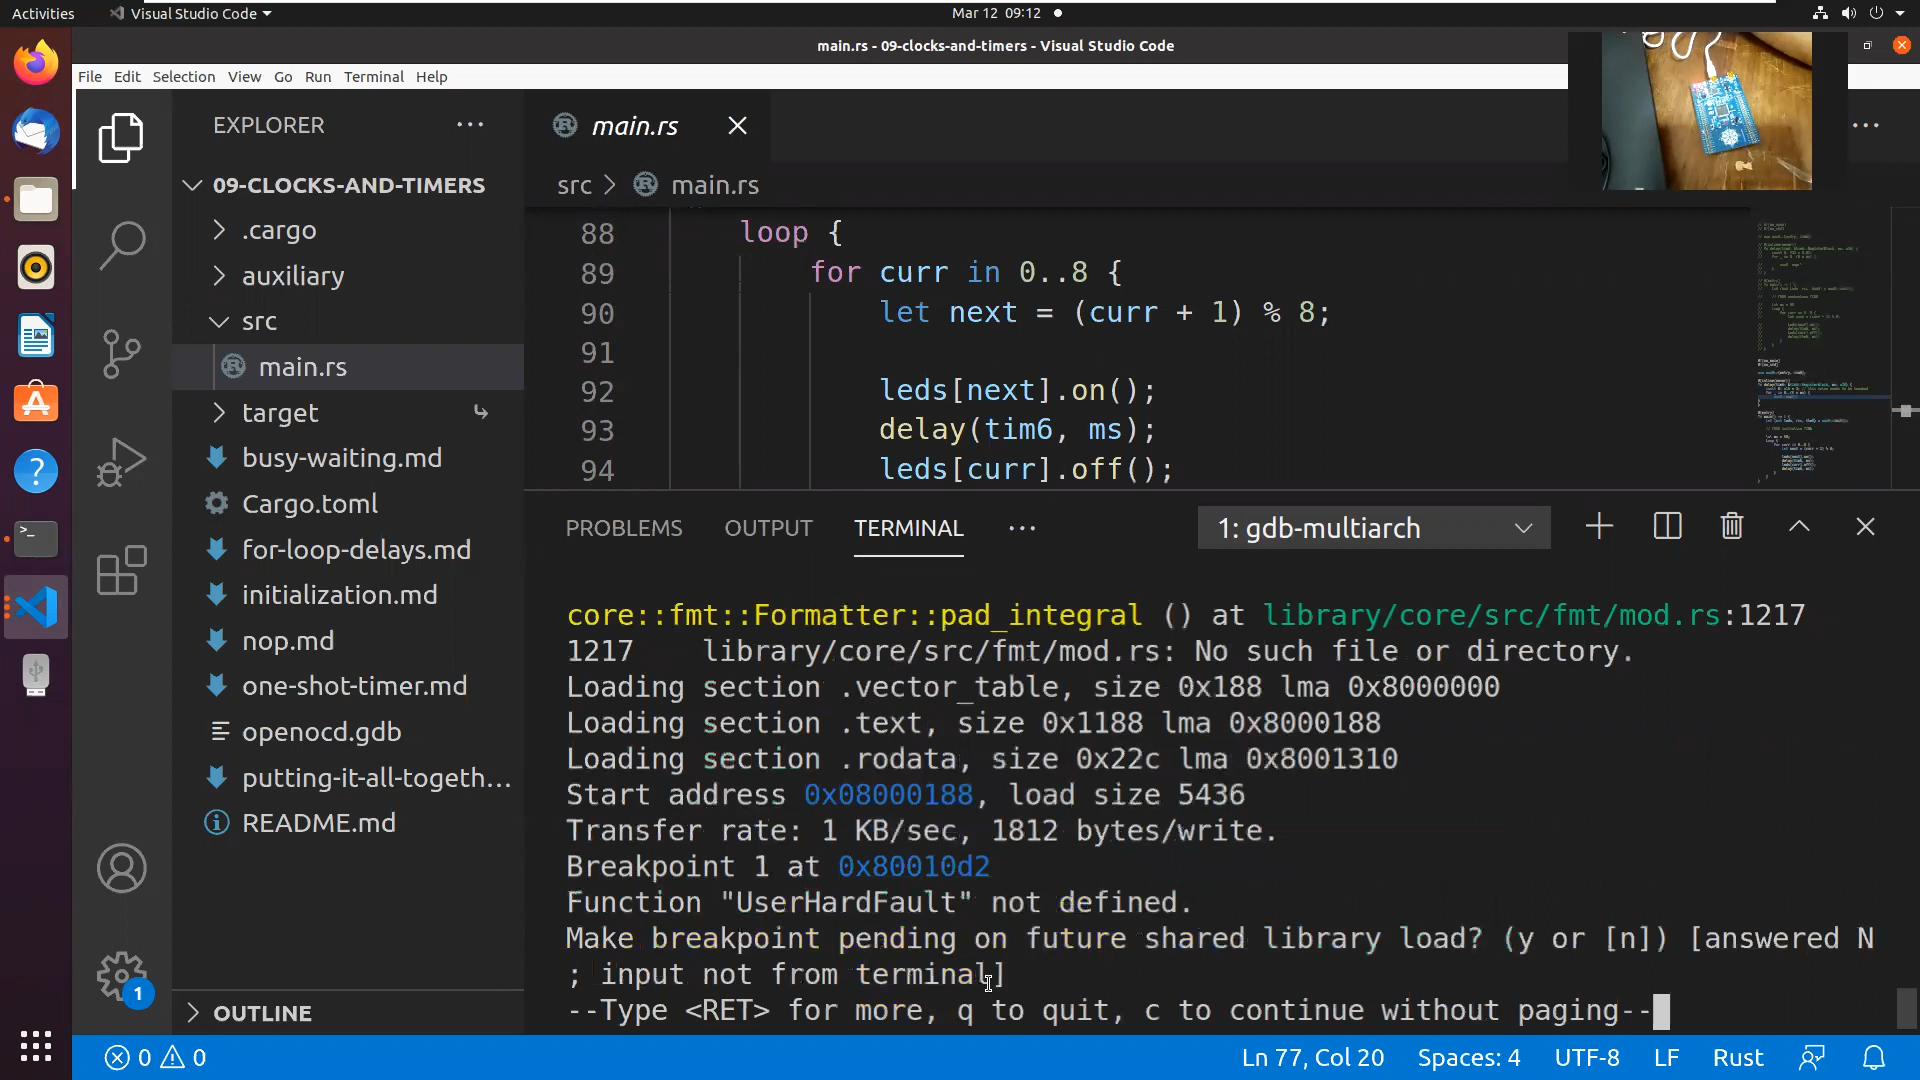 Activities
Visual Studio Code
Mar 12 09:12
main.rs - 09-clocks-and-timers - Visual Studio Code
File Edit Selection View Go Run Terminal Help
EXPLORER
main.rs
09-CLOCKS-AND-TIMERS
src > main.rs
.cargo
auxiliary
src
main.rs
target
busy-waiting.md
Cargo.toml
for-loop-delays.md
initialization.md
nop.md
one-shot-timer.md
openocd.gdb
putting-it-all-togeth...
README.md
OUTLINE
88 loop {
89 for curr in 0..8 {
90 let next = (curr + 1) % 8;
91
92 leds[next].on();
93 delay(tim6, ms);
94 leds[curr].off();
PROBLEMS OUTPUT TERMINAL
1: gdb-multiarch
core::fmt::Formatter::pad_integral () at library/core/src/fmt/mod.rs:1217
1217 library/core/src/fmt/mod.rs: No such file or directory.
Loading section .vector_table, size 0x188 lma 0x8000000
Loading section .text, size 0x1188 lma 0x8000188
Loading section .rodata, size 0x22c lma 0x8001310
Start address 0x08000188, load size 5436
Transfer rate: 1 KB/sec, 1812 bytes/write.
Breakpoint 1 at 0x80010d2
Function "UserHardFault" not defined.
Make breakpoint pending on future shared library load? (y or [n]) [answered N
; input not from terminal]
--Type <RET> for more, q to quit, c to continue without paging--
1
0 0
Ln 77, Col 20 Spaces: 4 UTF-8 LF Rust